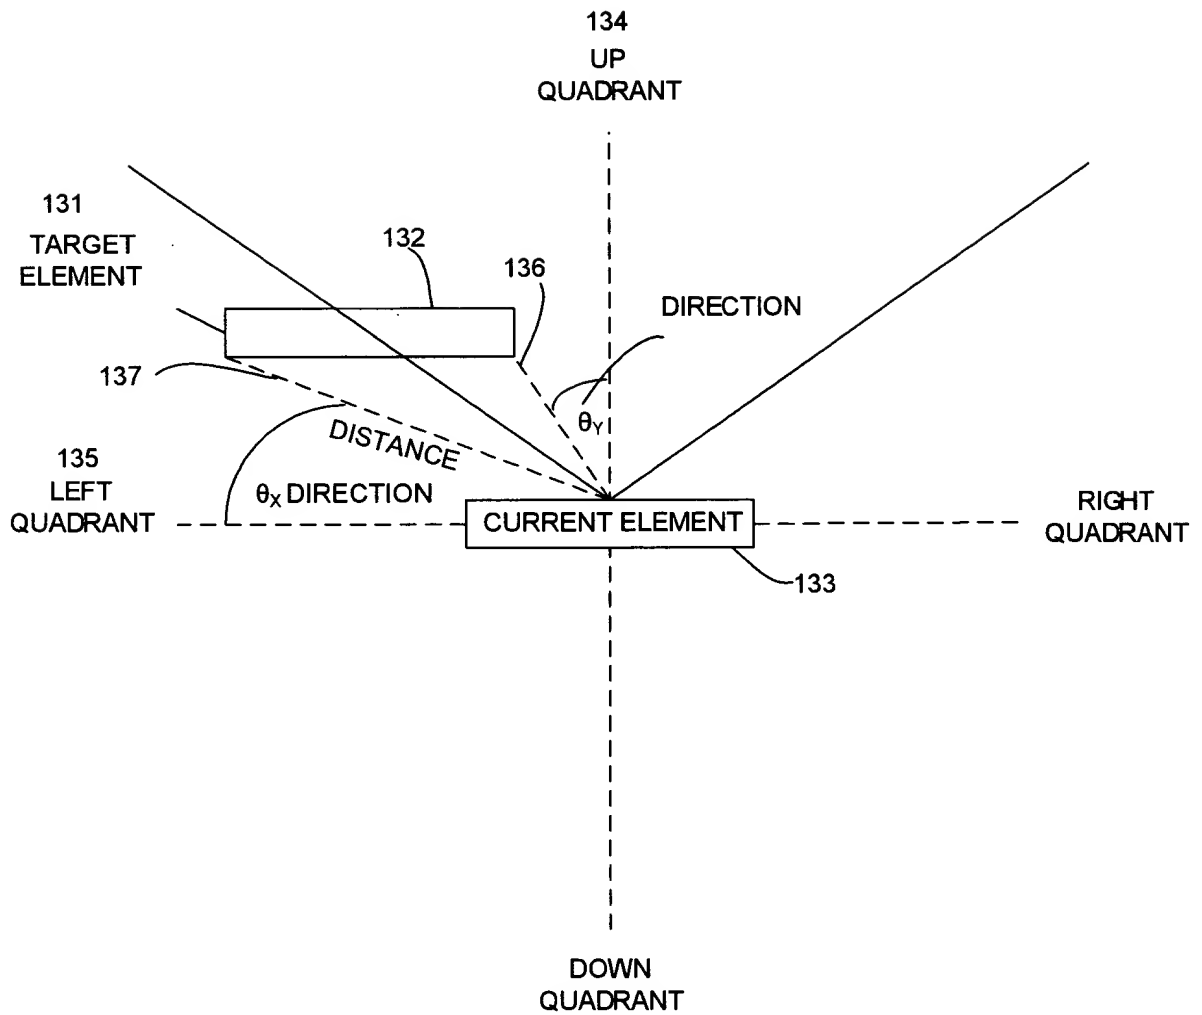 134
UP
QUADRANT
131
TARGET
ELEMENT
132
136
DIRECTION
137
θY
DISTANCE
135
LEFT
QUADRANT
θX DIRECTION
CURRENT ELEMENT
RIGHT
QUADRANT
133
DOWN
QUADRANT